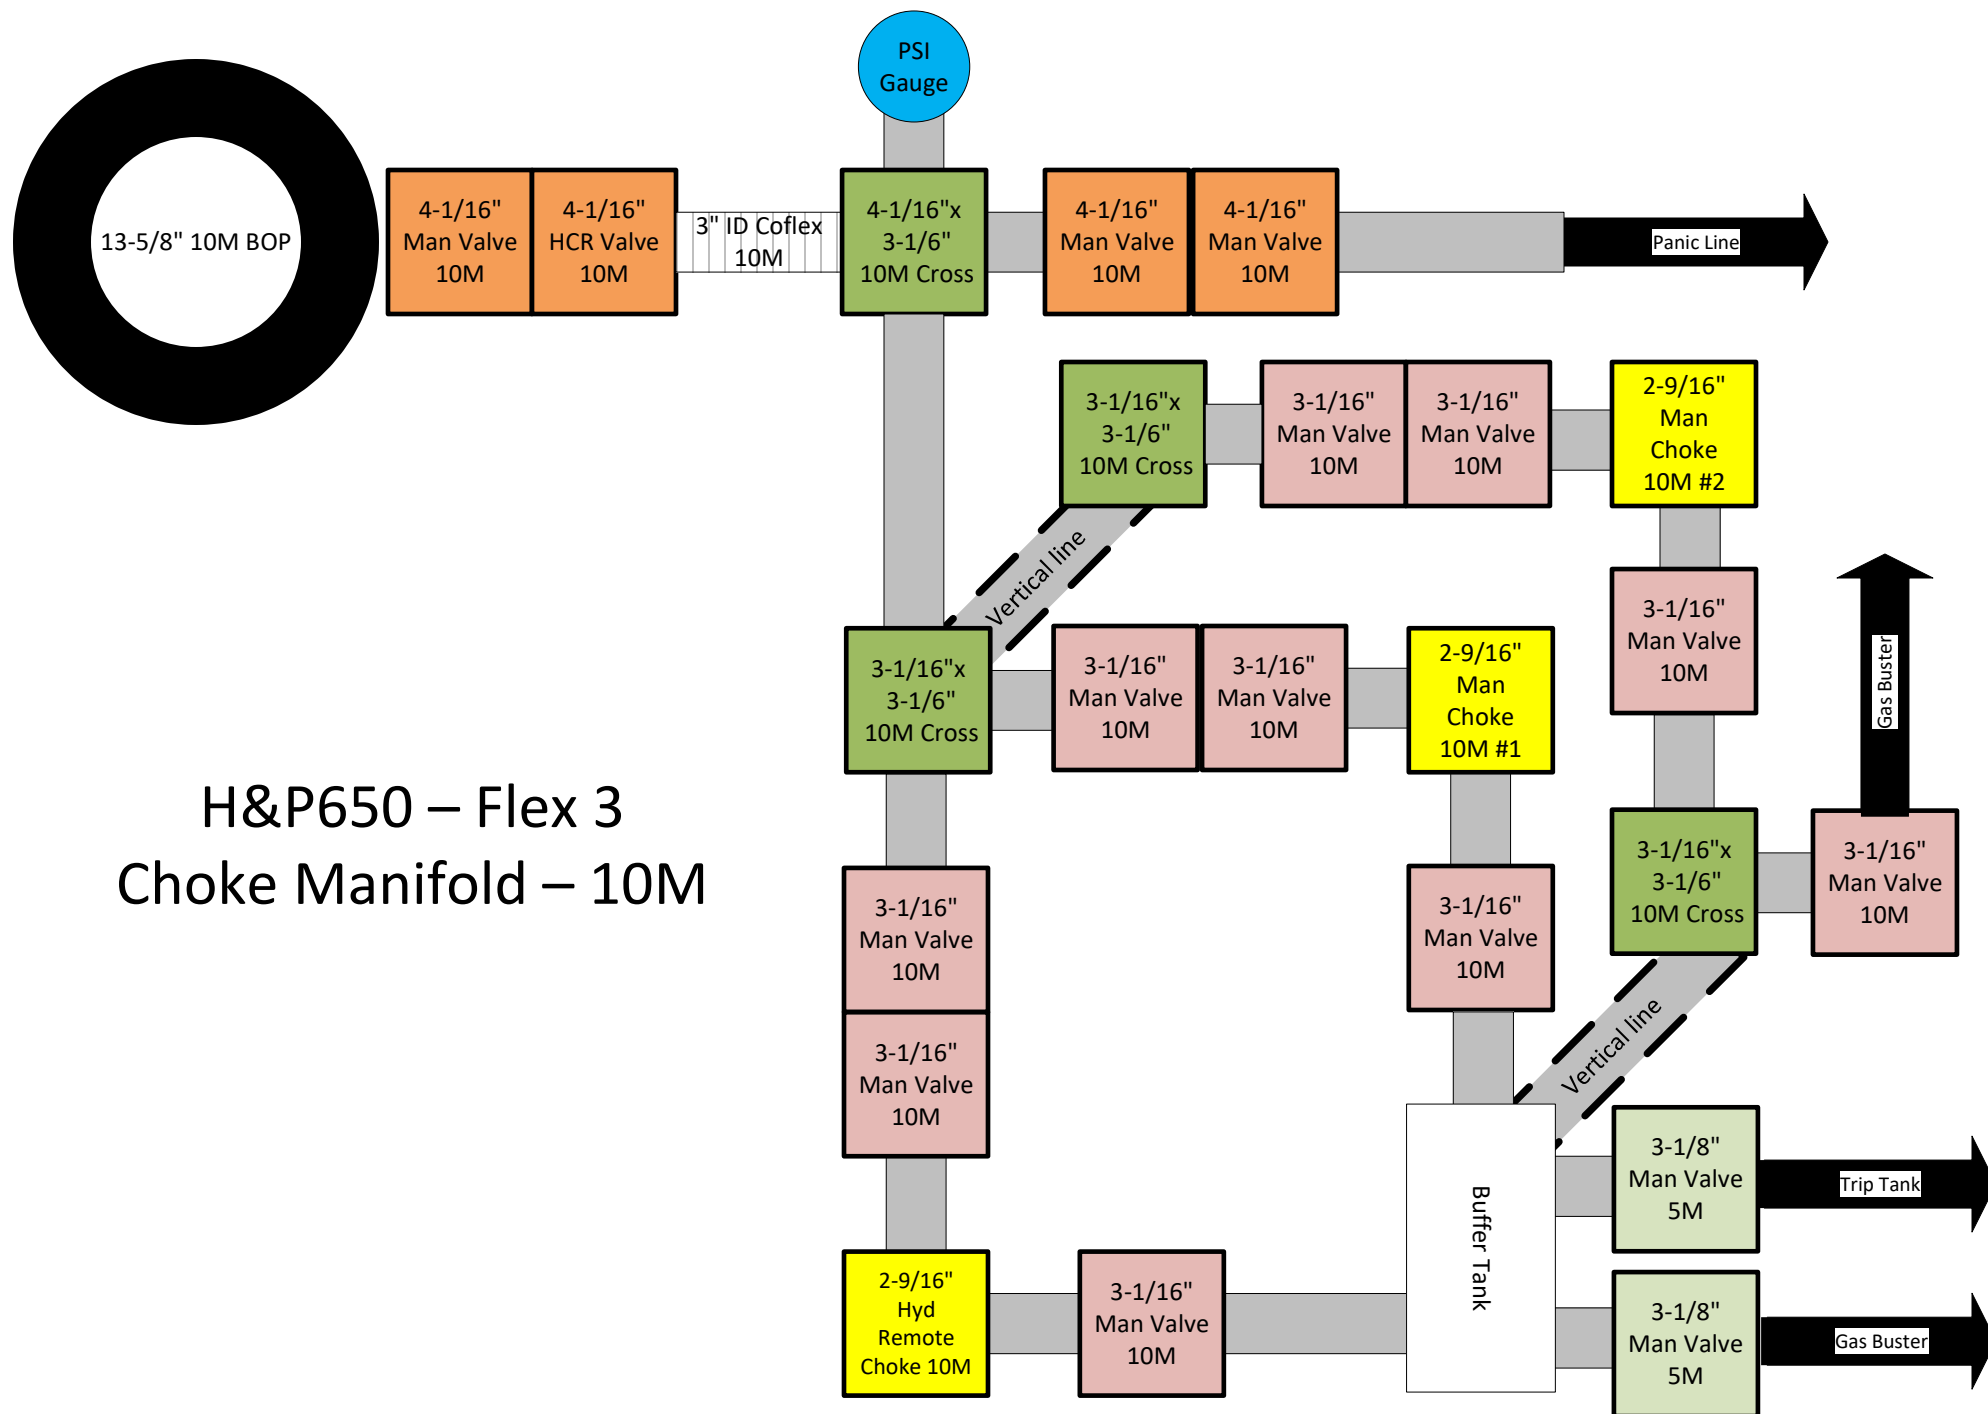 PSI
Gauge
13-5/8" 10M BOP
4-1/16"
Man Valve
10M
4-1/16"
HCR Valve
10M
3" ID Coflex
10M
4-1/16"x
3-1/6"
10M Cross
4-1/16"
Man Valve
10M
4-1/16"
Man Valve
10M
Panic Line
3-1/16"x
3-1/6"
10M Cross
3-1/16"
Man Valve
10M
3-1/16"
Man Valve
10M
2-9/16"
Man
Choke
10M #2
Vertical line
3-1/16"
Man Valve
10M
Gas Buster
3-1/16"x
3-1/6"
10M Cross
3-1/16"
Man Valve
10M
3-1/16"
Man Valve
10M
2-9/16"
Man
Choke
10M #1
H&P650 – Flex 3
Choke Manifold – 10M
3-1/16"
Man Valve
10M
3-1/16"
Man Valve
10M
3-1/16"x
3-1/6"
10M Cross
3-1/16"
Man Valve
10M
3-1/16"
Man Valve
10M
Vertical line
Buffer Tank
3-1/8"
Man Valve
5M
Trip Tank
2-9/16"
Hyd
Remote
Choke 10M
3-1/16"
Man Valve
10M
3-1/8"
Man Valve
5M
Gas Buster